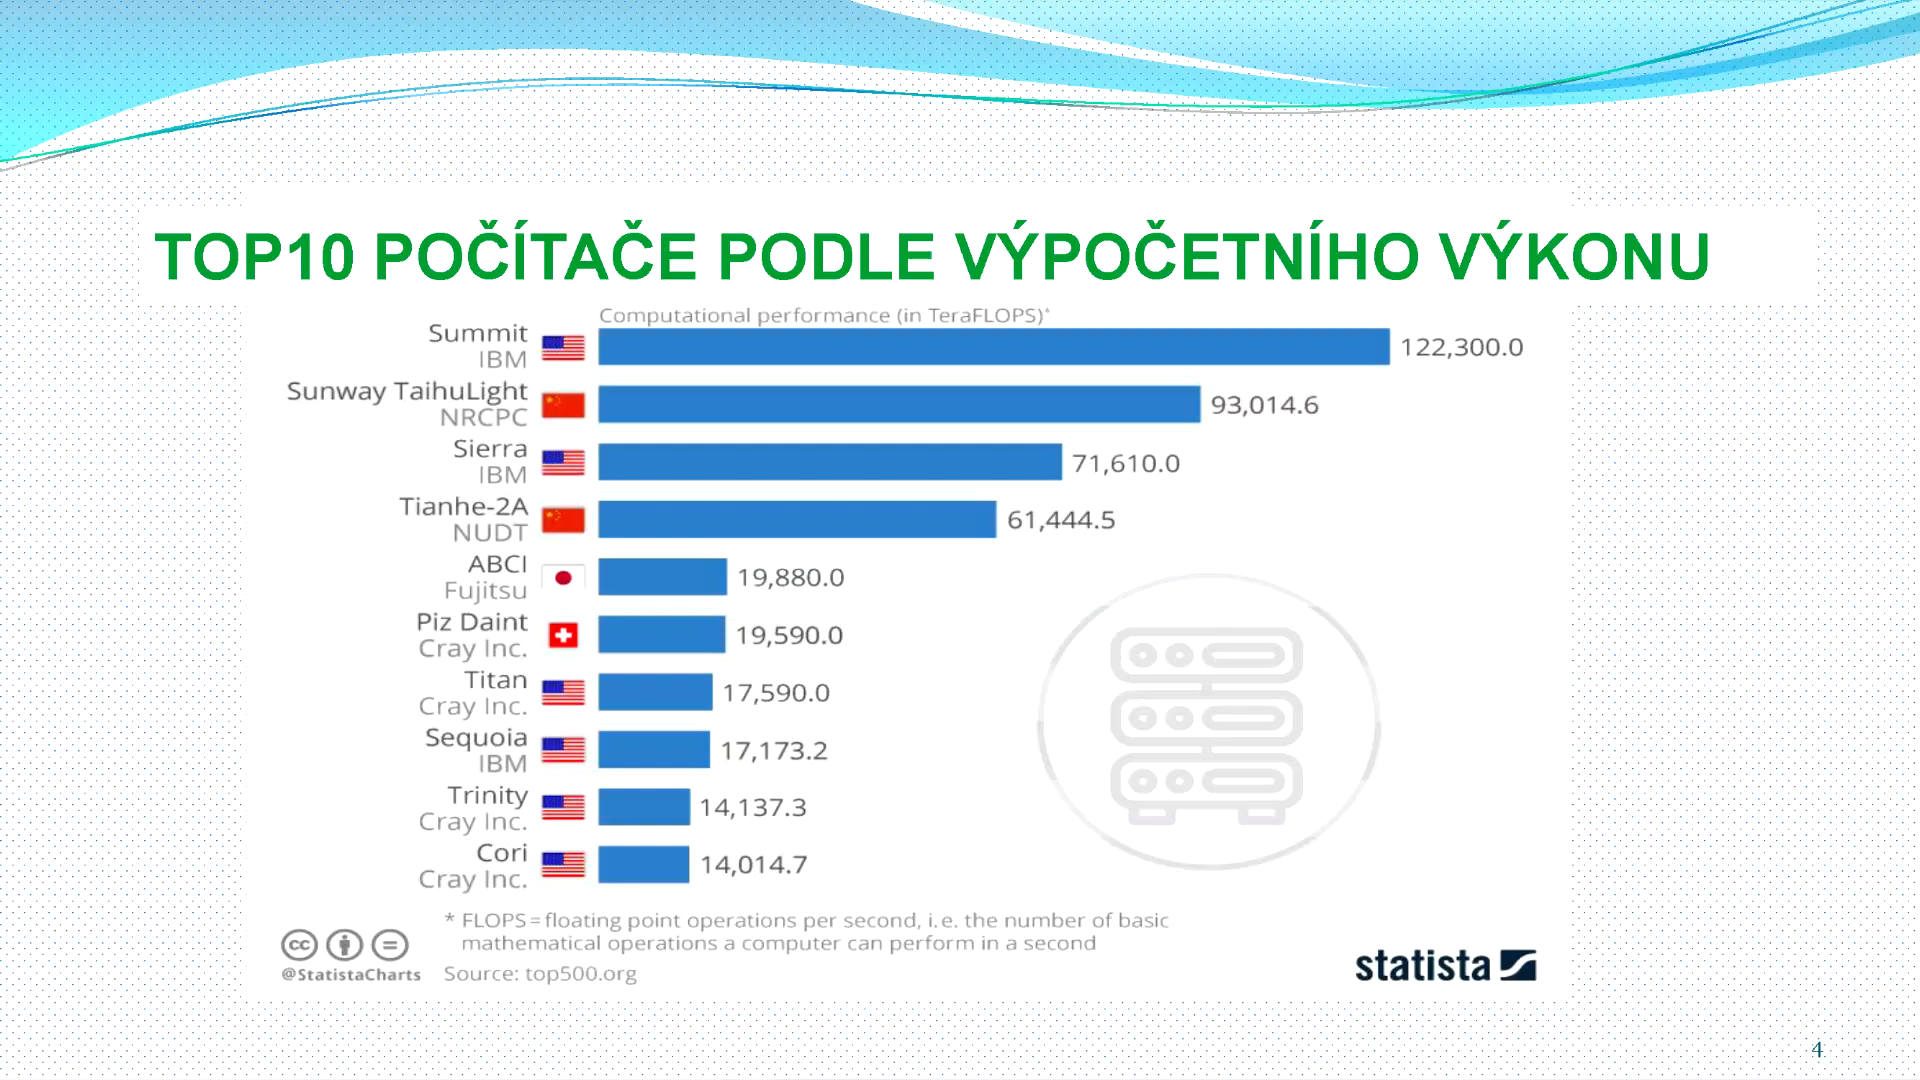 TOP10 POČÍTAČE PODLE VÝPOČETNÍHO VÝKONU
Computational performance (in TeraFLOPS)*
Summit
IBM
122,300.0
Sunway TaihuLight
NRCPC
93,014.6
Sierra
IBM
71,610.0
Tianhe-2A
NUDT
61,444.5
ABCI
Fujitsu
19,880.0
Piz Daint
Cray Inc.
19,590.0
Titan
Cray Inc.
17,590.0
Sequoia
IBM
17,173.2
Trinity
Cray Inc.
14,137.3
Cori
Cray Inc.
14,014.7
* FLOPS=floating point operations per second, i.e. the number of basic
mathematical operations a computer can perform in a second
cc
@StatistaCharts
Source: top500.org
statista
4